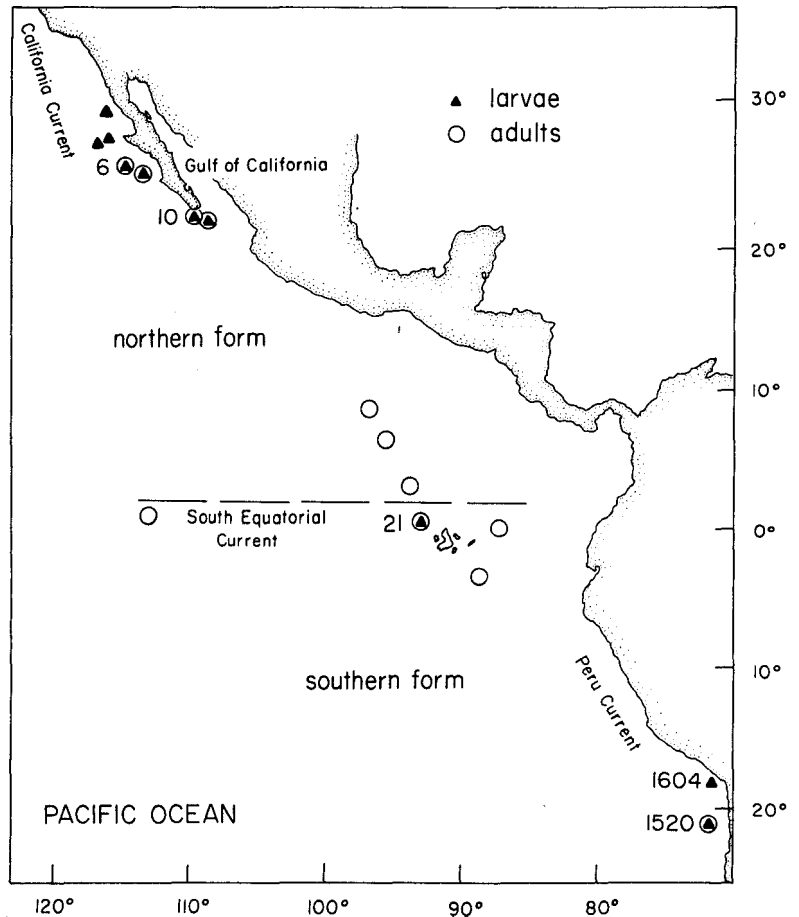 California Current
▲ larvae
○ adults
Gulf of California
6
10
northern form
21
South Equatorial
Current
southern form
Peru Current
1604
1520
PACIFIC OCEAN
30°
20°
10°
0°
10°
20°
120°
110°
100°
90°
80°